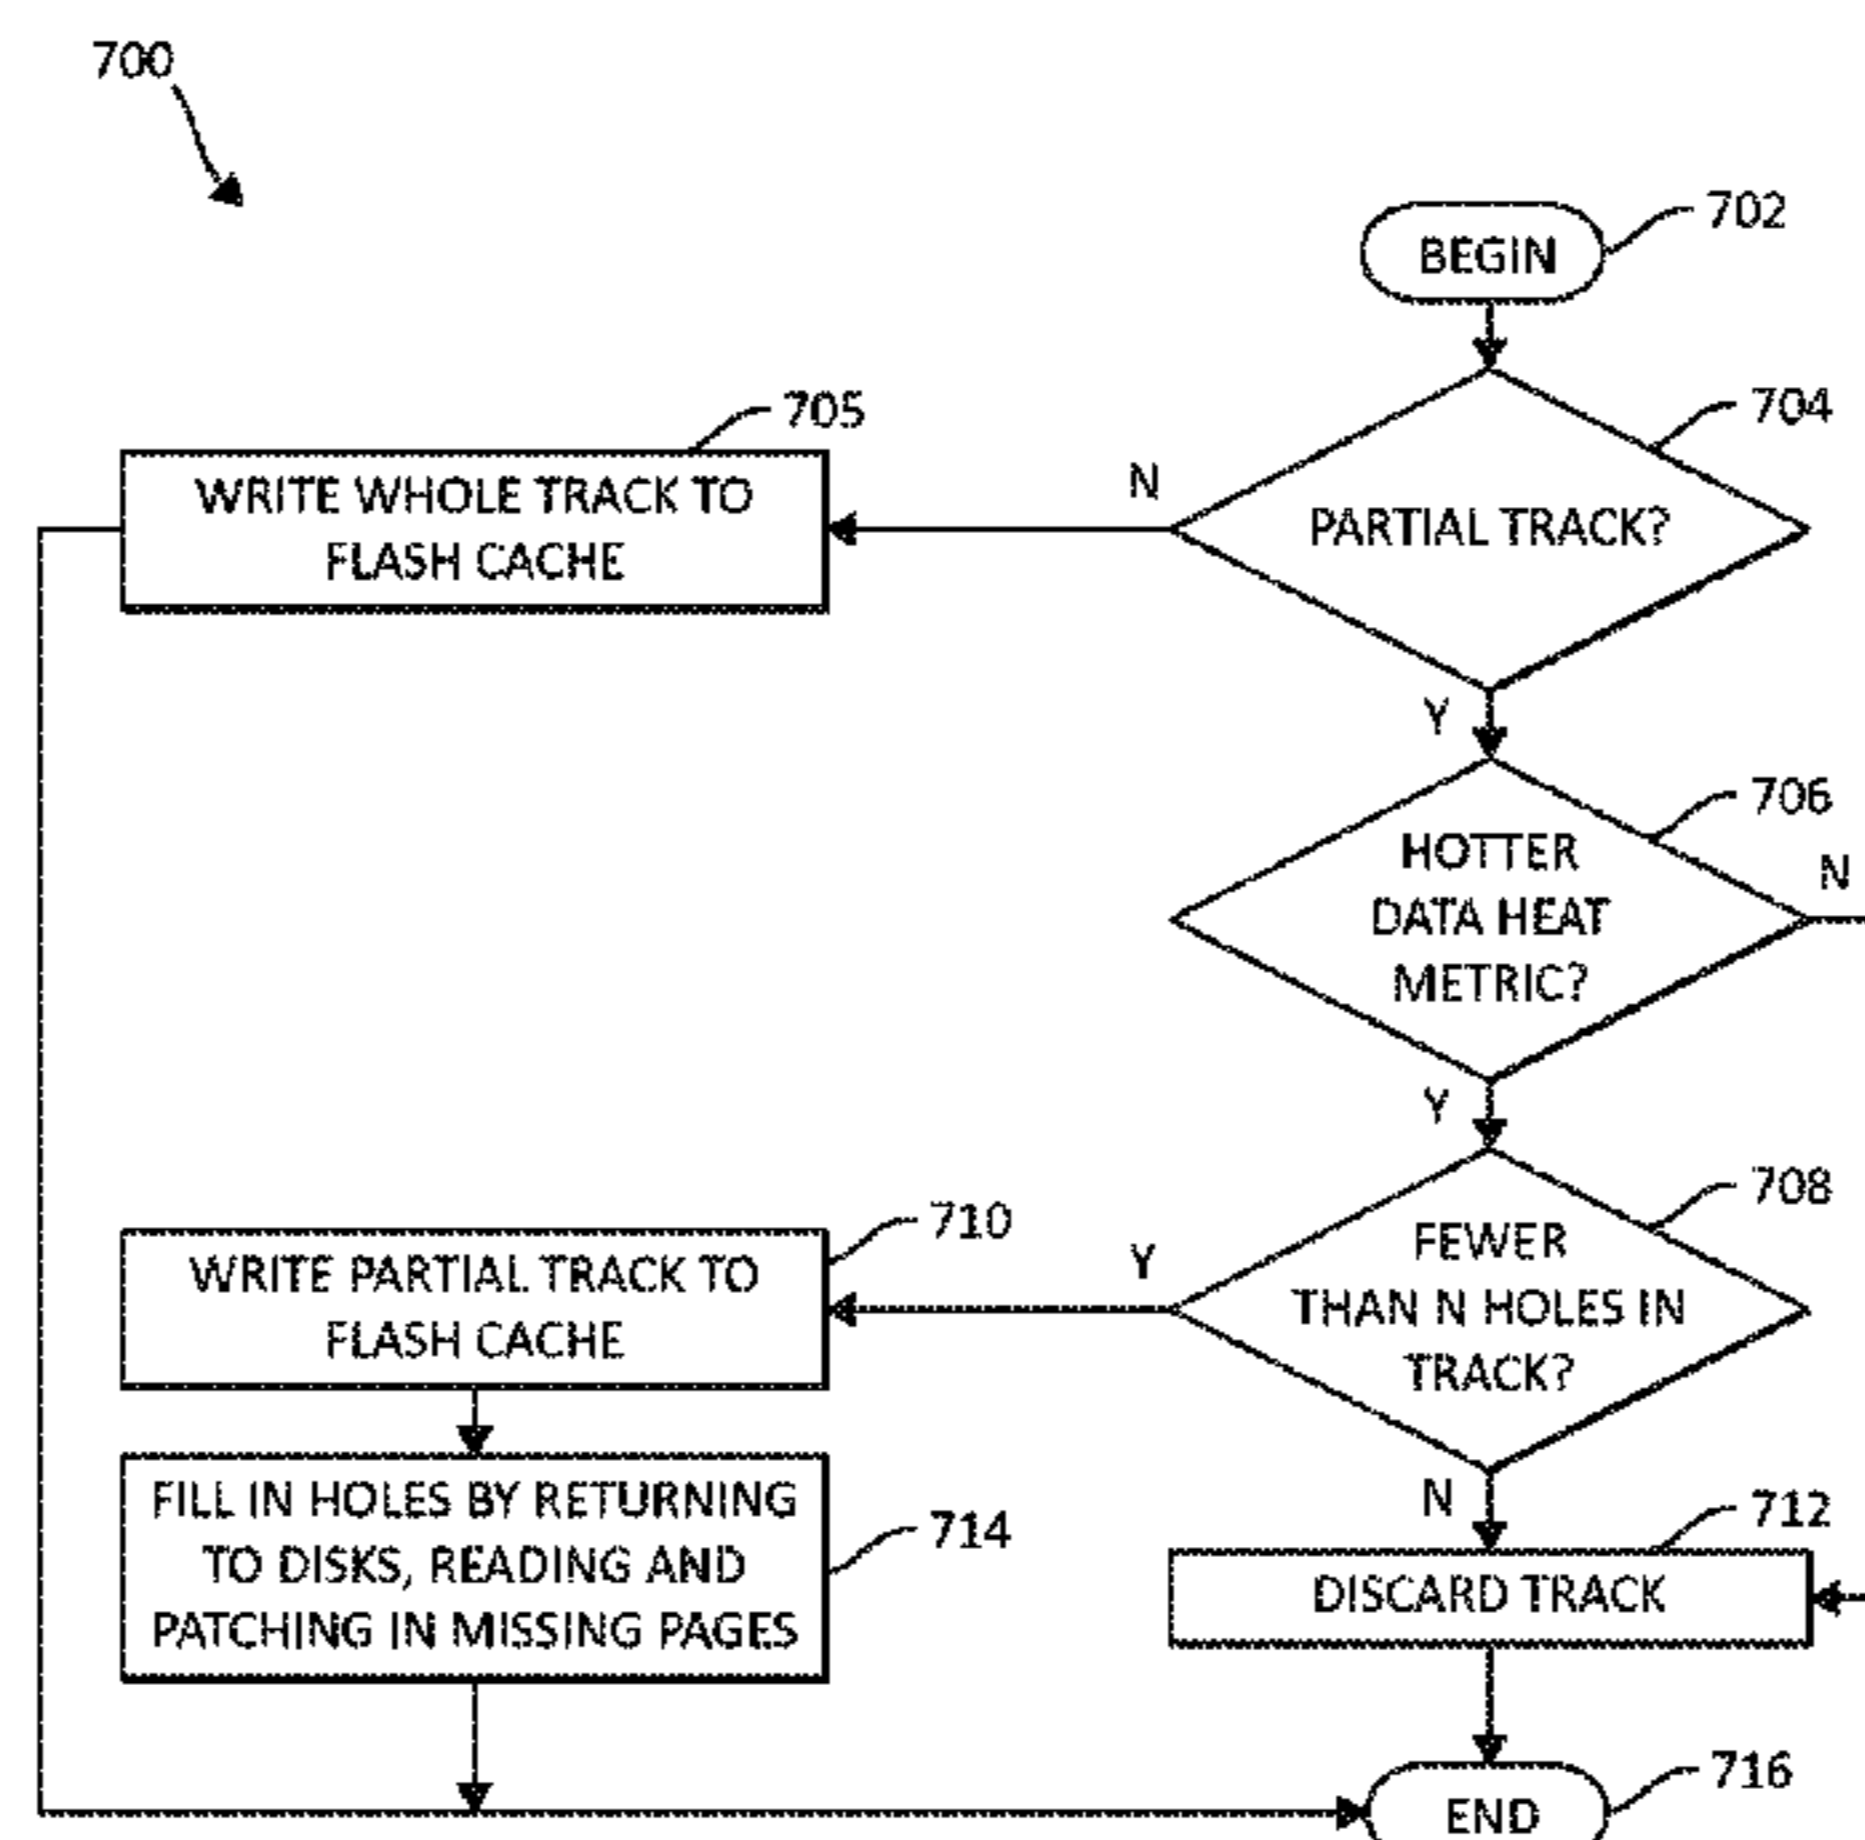 700
702
BEGIN
704
705
N
WRITE WHOLE TRACK TO
FLASH CACHE
PARTIAL TRACK?
Y
706
N
HOTTER
DATA HEAT
METRIC?
Y
708
710
Y
WRITE PARTIAL TRACK TO
FLASH CACHE
FEWER
THAN N HOLES IN
TRACK?
N
712
FILL IN HOLES BY RETURNING
TO DISKS, READING AND
PATCHING IN MISSING PAGES
714
DISCARD TRACK
716
END